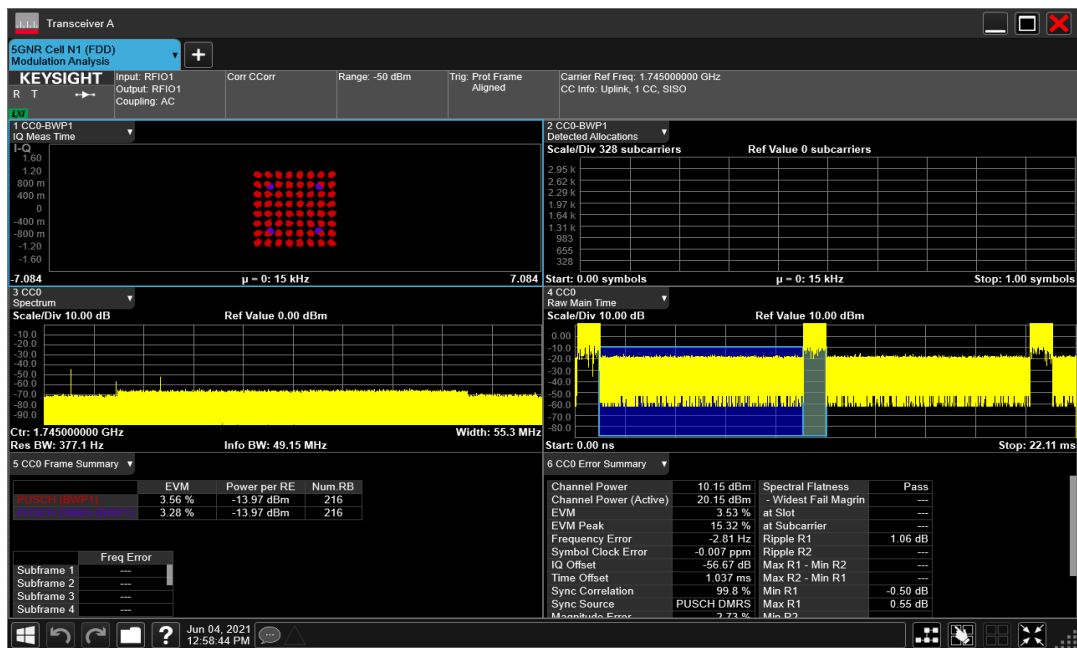 Transceiver A
5GNR Cell N1 (FDD)
Modulation Analysis
+
KEYSIGHT
R T
LXI
Input: RFIO1
Output: RFIO1
Coupling: AC
Corr CCorr
Range: -50 dBm
Trig: Prot Frame
Aligned
Carrier Ref Freq: 1.745000000 GHz
CC Info: Uplink, 1 CC, SISO
1 CC0-BWP1
IQ Meas Time
I-Q
1.60
1.20
800 m
400 m
0
-400 m
-800 m
-1.20
-1.60
-7.084 μ = 0: 15 kHz 7.084
2 CC0-BWP1
Detected Allocations
Scale/Div 328 subcarriers Ref Value 0 subcarriers
2.95 k
2.62 k
2.29 k
1.97 k
1.64 k
1.31 k
983
655
328
Start: 0.00 symbols μ = 0: 15 kHz Stop: 1.00 symbols
3 CC0
Spectrum
Scale/Div 10.00 dB Ref Value 0.00 dBm
-10.0
-20.0
-30.0
-40.0
-50.0
-60.0
-70.0
-80.0
-90.0
Ctr: 1.745000000 GHz Width: 55.3 MHz
Res BW: 377.1 Hz Info BW: 49.15 MHz
4 CC0
Raw Main Time
Scale/Div 10.00 dB Ref Value 10.00 dBm
0.00
-10.0
-20.0
-30.0
-40.0
-50.0
-60.0
-70.0
-80.0
Start: 0.00 ns Stop: 22.11 ms
5 CC0 Frame Summary
EVM Power per RE Num.RB
PUSCH (BWP1) 3.56 % -13.97 dBm 216
PUSCH DMRS (BWP1) 3.28 % -13.97 dBm 216
Freq Error
Subframe 1 ---
Subframe 2 ---
Subframe 3 ---
Subframe 4 ---
6 CC0 Error Summary
Channel Power 10.15 dBm Spectral Flatness Pass
Channel Power (Active) 20.15 dBm - Widest Fail Magrin ---
EVM 3.53 % at Slot ---
EVM Peak 15.32 % at Subcarrier ---
Frequency Error -2.81 Hz Ripple R1 1.06 dB
Symbol Clock Error -0.007 ppm Ripple R2 ---
IQ Offset -56.67 dB Max R1 - Min R2 ---
Time Offset 1.037 ms Max R2 - Min R1 ---
Sync Correlation 99.8 % Min R1 -0.50 dB
Sync Source PUSCH DMRS Max R1 0.55 dB
Magnitude Error 2.73 % Min R2 ---
?
Jun 04, 2021
12:58:44 PM